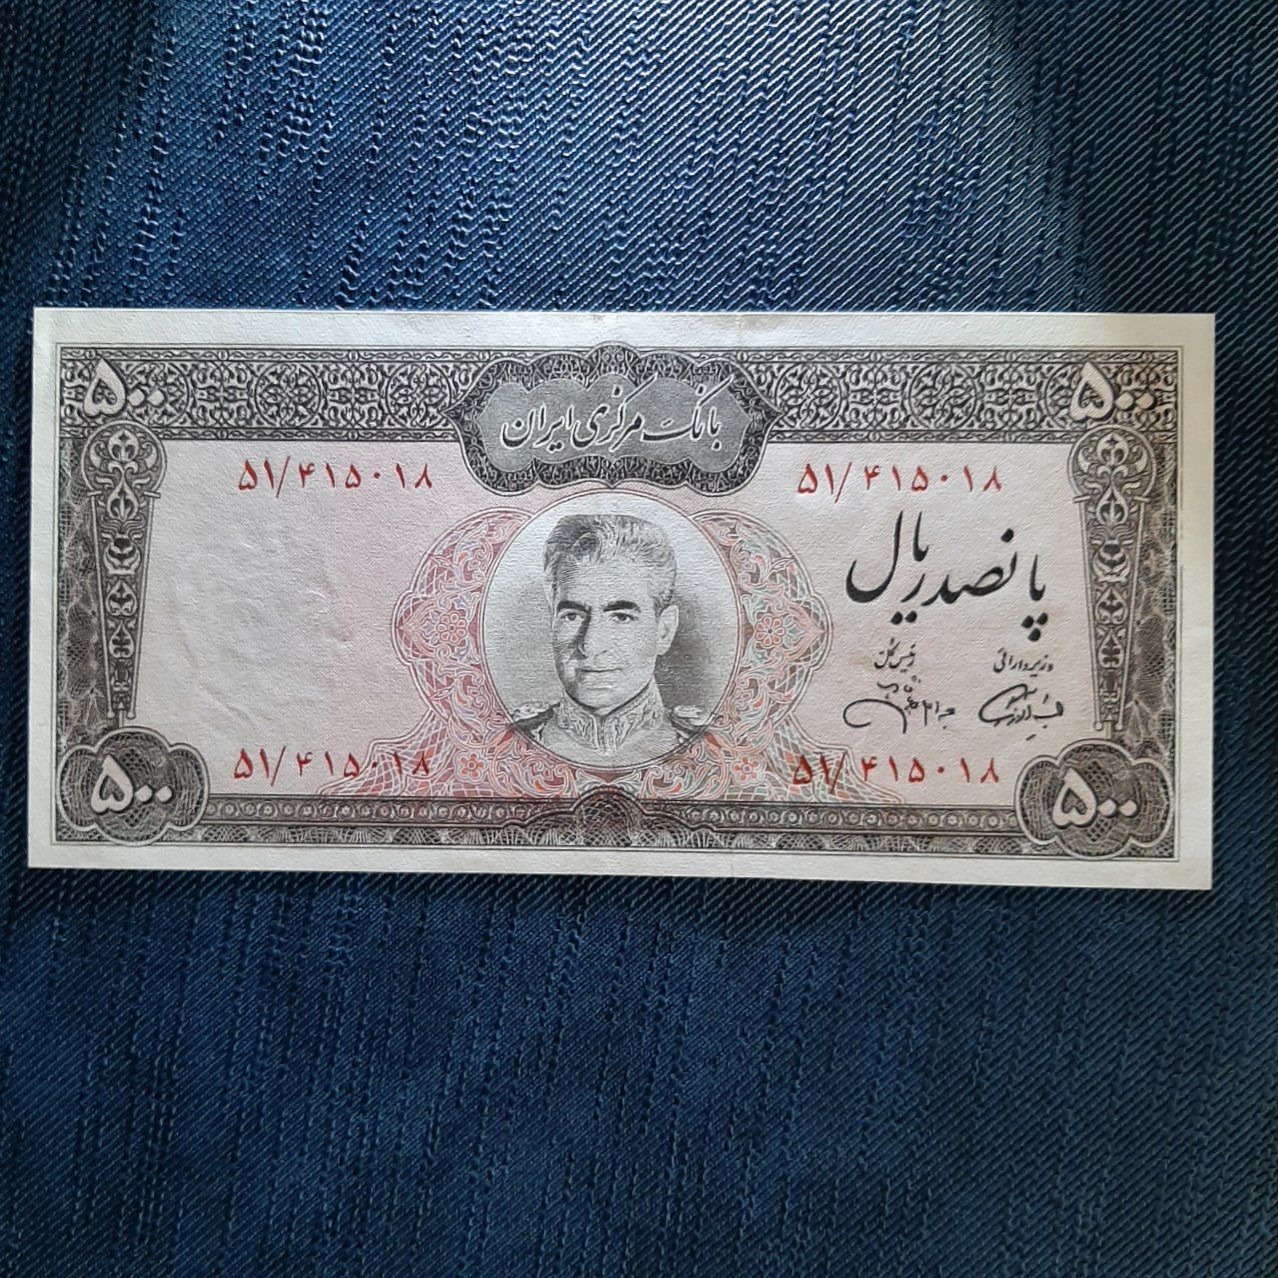 ۵۰۰ بانک مرکزی ایران ۵۰۰
۵۱/۴۱۵۰۱۸ ۵۱/۴۱۵۰۱۸
پانصد ریال
وزیر دارائی رئیس کل
۵۱/۴۱۵۰۱۸ ۵۱/۴۱۵۰۱۸
۵۰۰ ۵۰۰